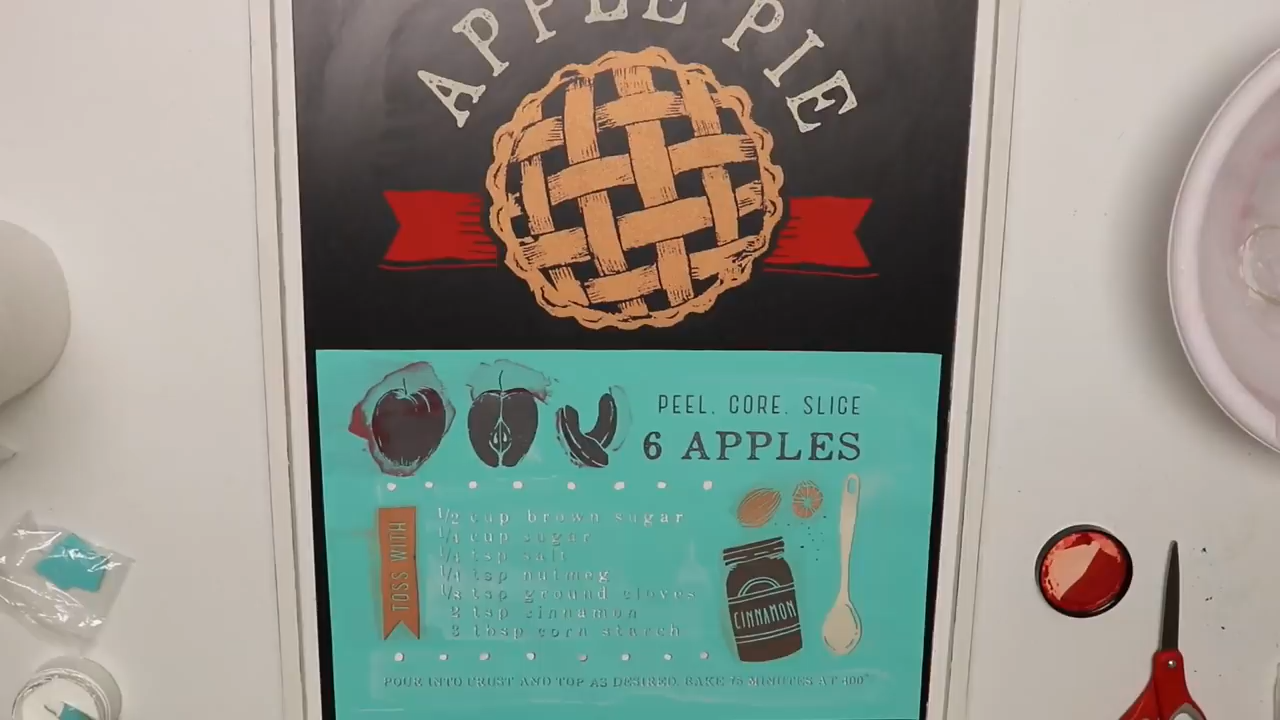 APPLE PIE
PEEL. CORE. SLICE
6 APPLES
TOSS WITH
1/2 cup brown sugar
1/4 cup sugar
1/4 tsp salt
1/4 tsp nutmeg
1/8 tsp ground cloves
2 tsp cinnamon
3 tbsp corn starch
CINNAMON
POUR INTO CRUST AND TOP AS DESIRED. BAKE 75 MINUTES AT 400°